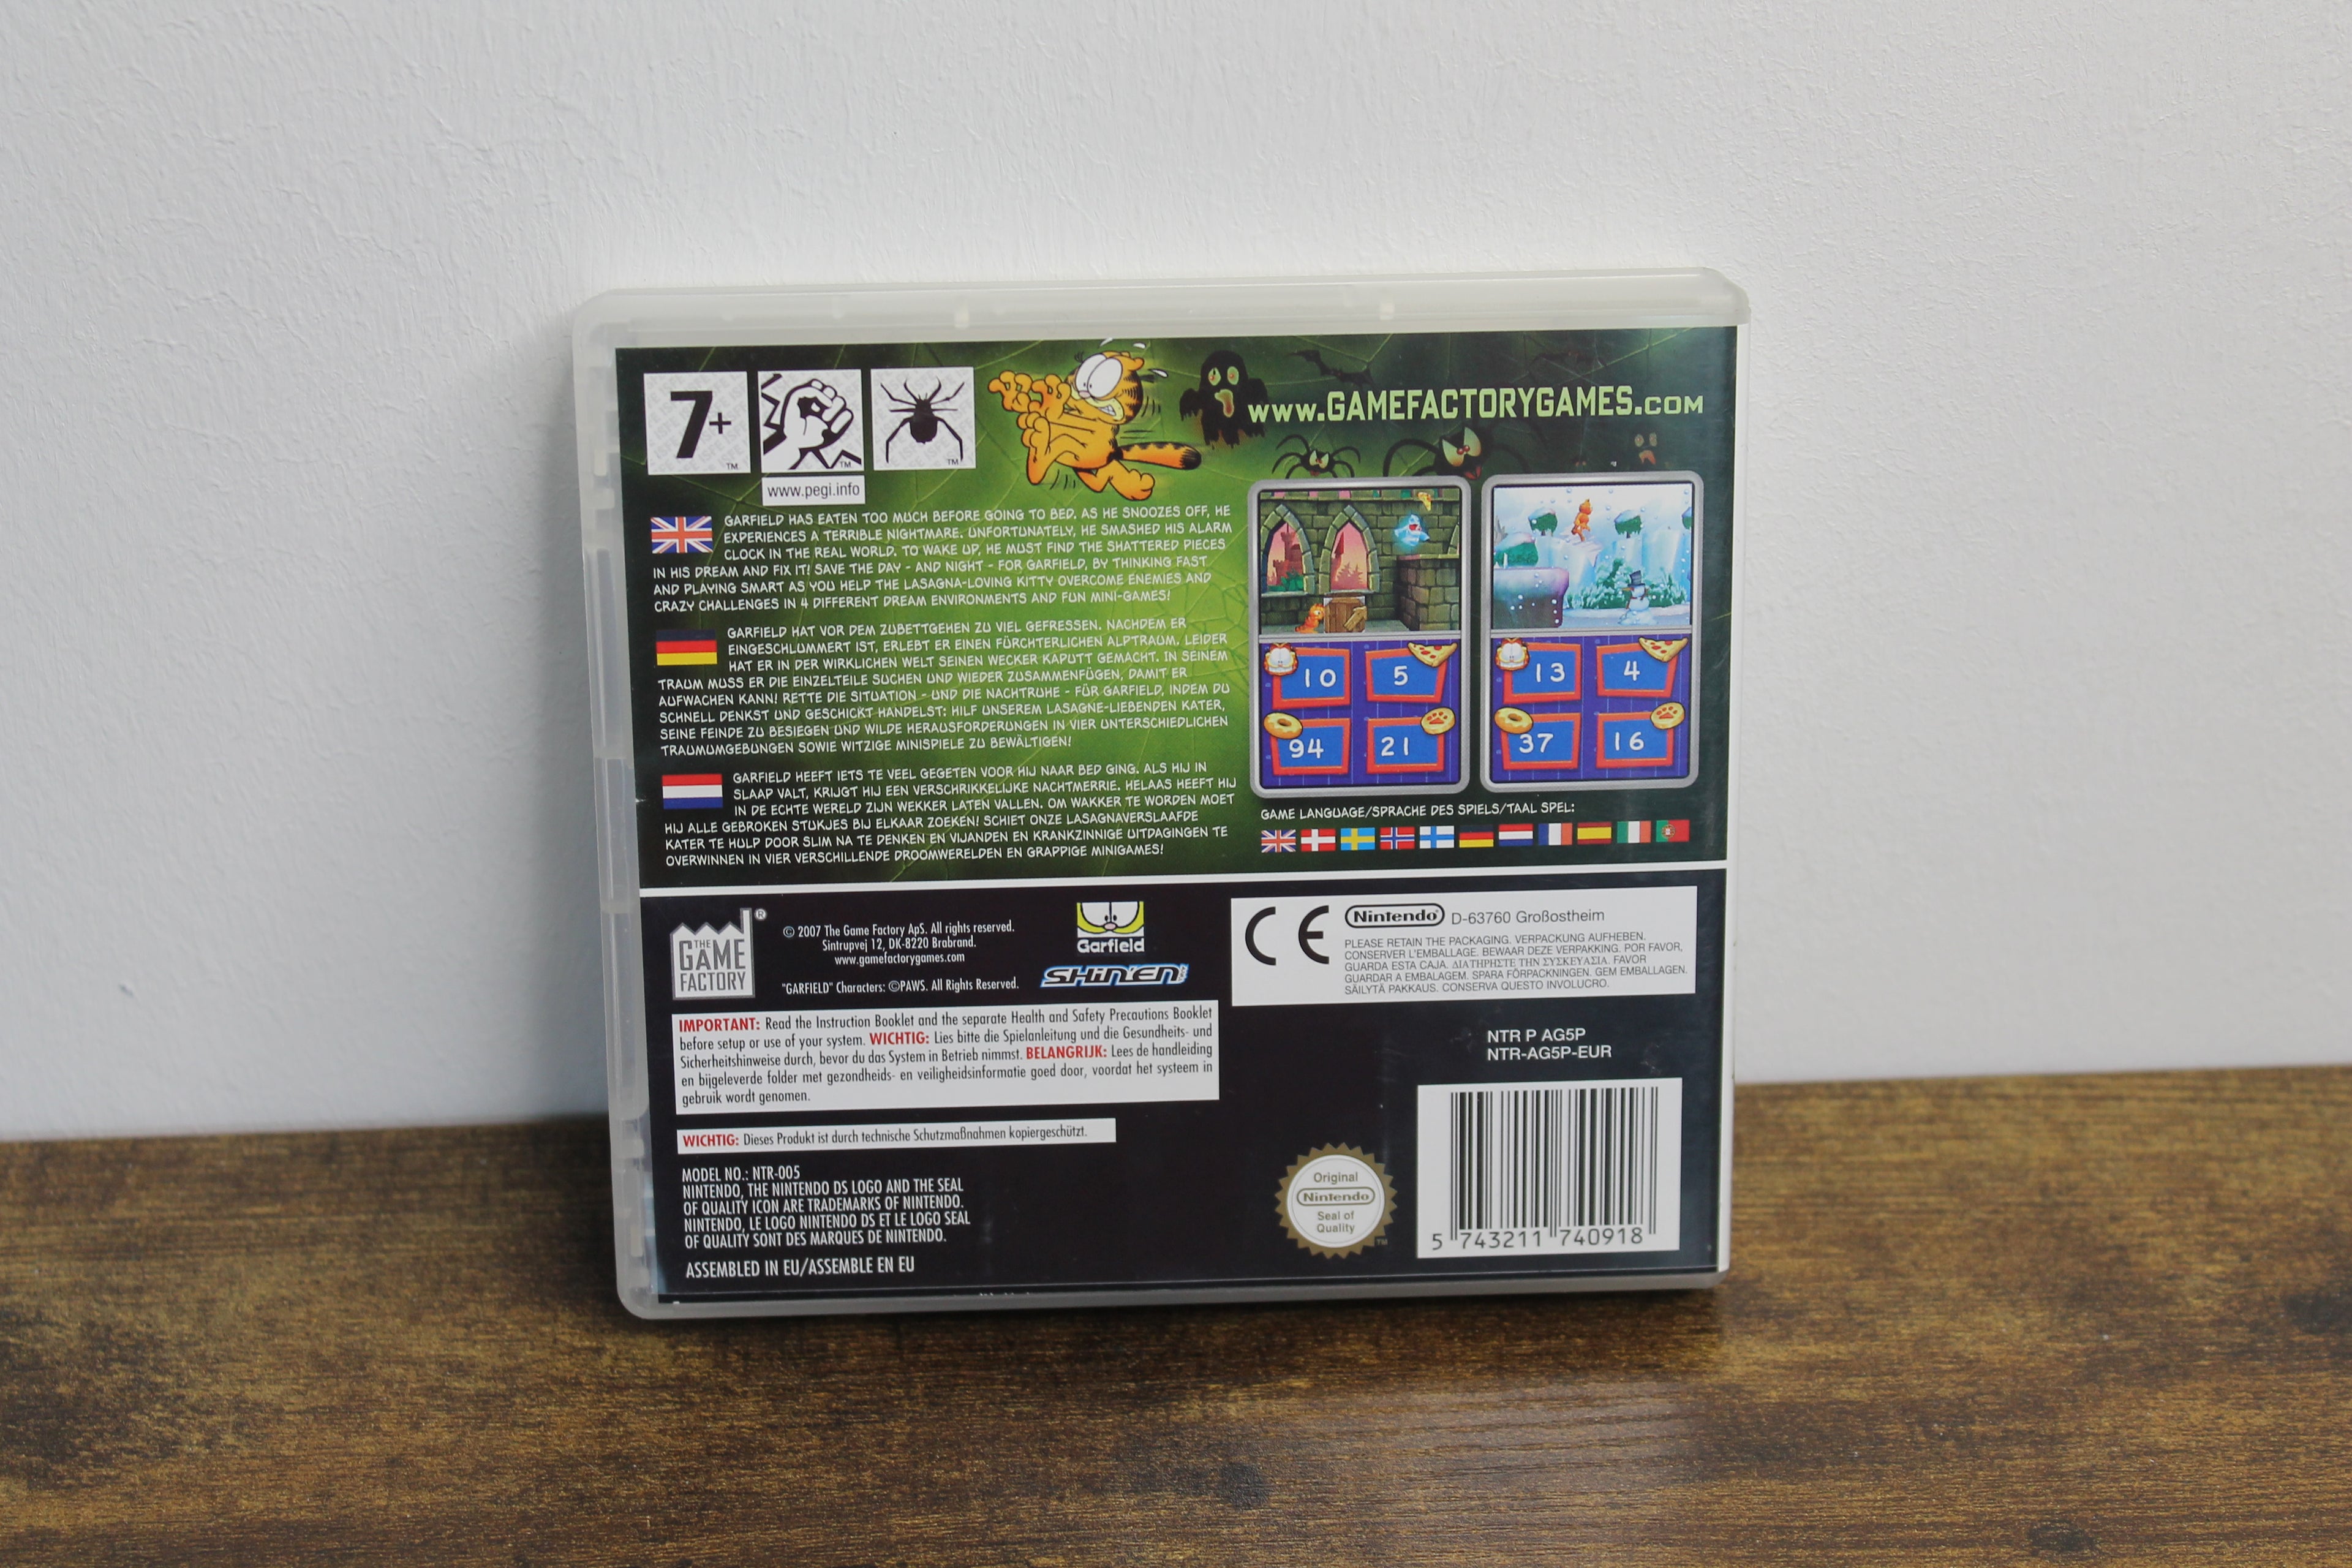 7+
TM
TM
TM
www.pegi.info
www.GAMEFACTORYGAMES.COM
GARFIELD HAS EATEN TOO MUCH BEFORE GOING TO BED. AS HE SNOOZES OFF, HE
EXPERIENCES A TERRIBLE NIGHTMARE. UNFORTUNATELY, HE SMASHED HIS ALARM
CLOCK IN THE REAL WORLD. TO WAKE UP, HE MUST FIND THE SHATTERED PIECES
IN HIS DREAM AND FIX IT! SAVE THE DAY - AND NIGHT - FOR GARFIELD, BY THINKING FAST
AND PLAYING SMART AS YOU HELP THE LASAGNA-LOVING KITTY OVERCOME ENEMIES AND
CRAZY CHALLENGES IN 4 DIFFERENT DREAM ENVIRONMENTS AND FUN MINI-GAMES!
GARFIELD HAT VOR DEM ZUBETTGEHEN ZU VIEL GEFRESSEN. NACHDEM ER
EINGESCHLUMMERT IST, ERLEBT ER EINEN FÜRCHTERLICHEN ALPTRAUM. LEIDER
HAT ER IN DER WIRKLICHEN WELT SEINEN WECKER KAPUTT GEMACHT. IN SEINEM
TRAUM MUSS ER DIE EINZELTEILE SUCHEN UND WIEDER ZUSAMMENFÜGEN, DAMIT ER
AUFWACHEN KANN! RETTE DIE SITUATION - UND DIE NACHTRUHE - FÜR GARFIELD, INDEM DU
SCHNELL DENKST UND GESCHICKT HANDELST: HILF UNSEREM LASAGNE-LIEBENDEN KATER,
SEINE FEINDE ZU BESIEGEN UND WILDE HERAUSFORDERUNGEN IN VIER UNTERSCHIEDLICHEN
TRAUMUMGEBUNGEN SOWIE WITZIGE MINISPIELE ZU BEWÄLTIGEN!
GARFIELD HEEFT IETS TE VEEL GEGETEN VOOR HIJ NAAR BED GING. ALS HIJ IN
SLAAP VALT, KRIJGT HIJ EEN VERSCHRIKKELIJKE NACHTMERRIE. HELAAS HEEFT HIJ
IN DE ECHTE WERELD ZIJN WEKKER LATEN VALLEN. OM WAKKER TE WORDEN MOET
HIJ ALLE GEBROKEN STUKJES BIJ ELKAAR ZOEKEN! SCHIET ONZE LASAGNAVERSLAAFDE
KATER TE HULP DOOR SLIM NA TE DENKEN EN VIJANDEN EN KRANKZINNIGE UITDAGINGEN TE
OVERWINNEN IN VIER VERSCHILLENDE DROOMWERELDEN EN GRAPPIGE MINIGAMES!
10 5
94 21
13 4
37 16
GAME LANGUAGE/SPRACHE DES SPIELS/TAAL SPEL:
THE
GAME
FACTORY
®
© 2007 The Game Factory ApS. All rights reserved.
Sintrupvej 12, DK-8220 Brabrand.
www.gamefactorygames.com
"GARFIELD" Characters: ©PAWS. All Rights Reserved.
Garfield
SHIN'EN
CE
Nintendo D-63760 Großostheim
PLEASE RETAIN THE PACKAGING. VERPACKUNG AUFHEBEN.
CONSERVER L'EMBALLAGE. BEWAAR DEZE VERPAKKING. POR FAVOR,
GUARDA ESTA CAJA. ΔΙΑΤΗΡΗΣΤΕ ΤΗΝ ΣΥΣΚΕΥΑΣΙΑ. FAVOR
GUARDAR A EMBALAGEM. SPARA FÖRPACKNINGEN. GEM EMBALLAGEN.
SÄILYTÄ PAKKAUS. CONSERVA QUESTO INVOLUCRO.
IMPORTANT: Read the Instruction Booklet and the separate Health and Safety Precautions Booklet
before setup or use of your system. WICHTIG: Lies bitte die Spielanleitung und die Gesundheits- und
Sicherheitshinweise durch, bevor du das System in Betrieb nimmst. BELANGRIJK: Lees de handleiding
en bijgeleverde folder met gezondheids- en veiligheidsinformatie goed door, voordat het systeem in
gebruik wordt genomen.
WICHTIG: Dieses Produkt ist durch technische Schutzmaßnahmen kopiergeschützt.
MODEL NO.: NTR-005
NINTENDO, THE NINTENDO DS LOGO AND THE SEAL
OF QUALITY ICON ARE TRADEMARKS OF NINTENDO.
NINTENDO, LE LOGO NINTENDO DS ET LE LOGO SEAL
OF QUALITY SONT DES MARQUES DE NINTENDO.
ASSEMBLED IN EU/ASSEMBLE EN EU
NTR P AG5P
NTR-AG5P-EUR
Original
Nintendo
Seal of
Quality
TM
5 743211 740918